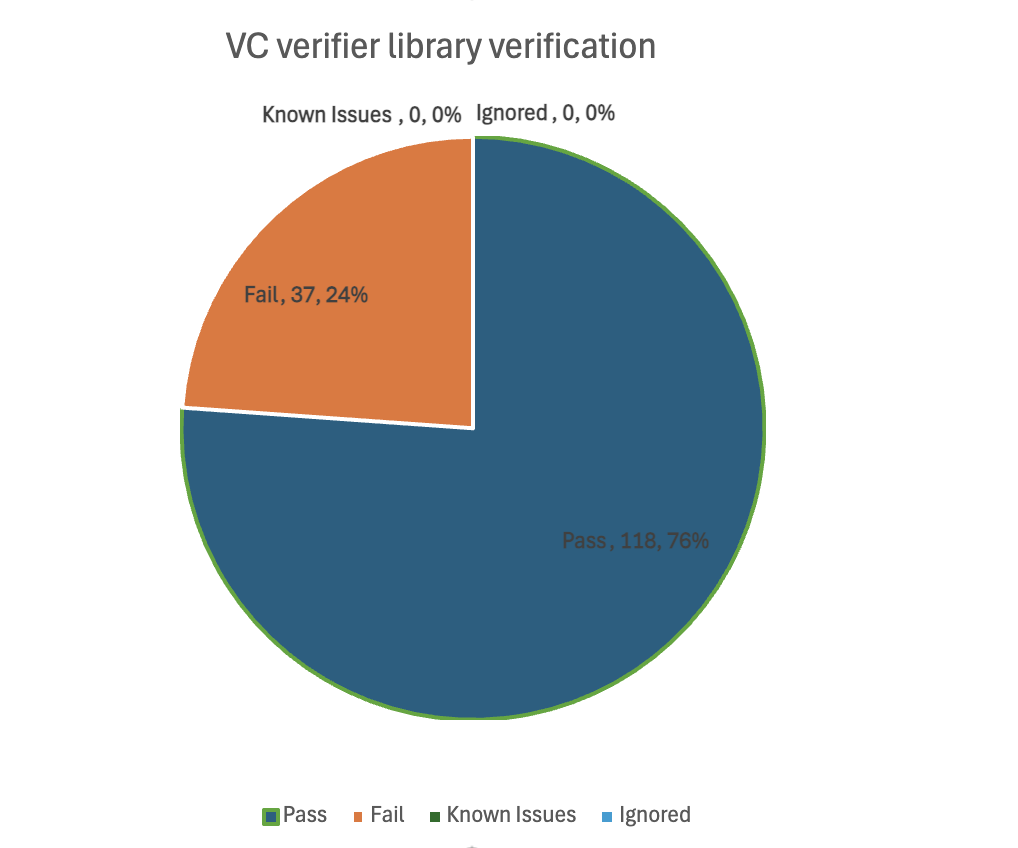 VC verifier library verification
Known Issues , 0, 0%
Ignored , 0, 0%
Fail, 37, 24%
Pass , 118, 76%
Pass Fail Known Issues Ignored